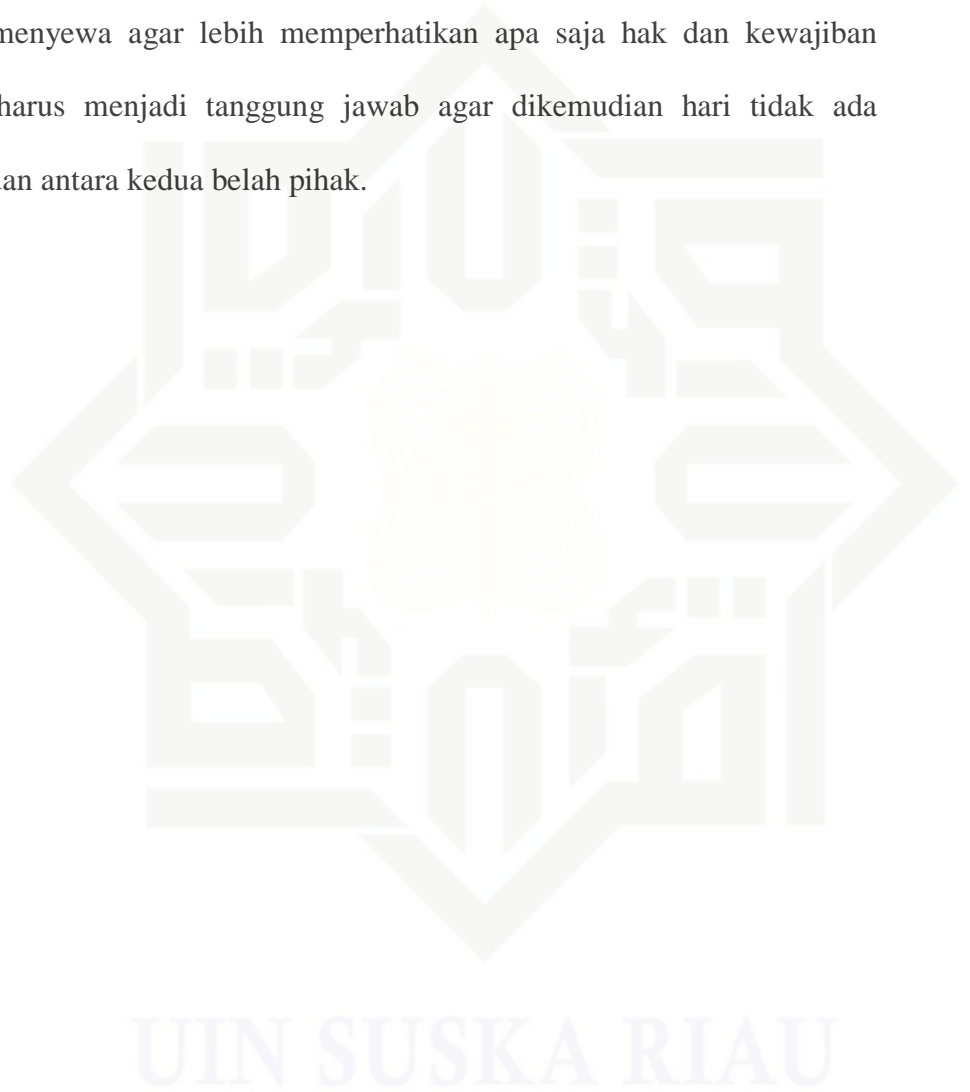 menyewa agar lebih memperhatikan apa saja hak dan kewajiban
harus menjadi tanggung jawab agar dikemudian hari tidak ada
antara kedua belah pihak.
UIN SUSKA RIAU